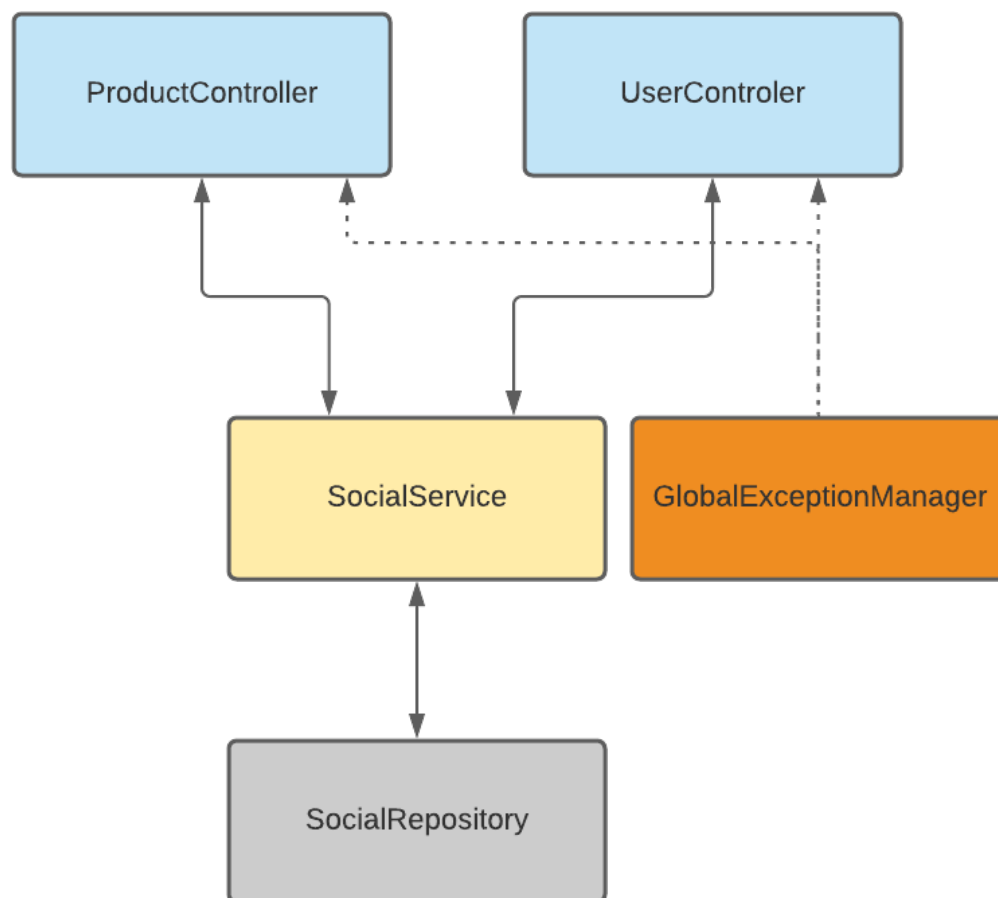 ProductController
UserControler
SocialService
GlobalExceptionManager
SocialRepository